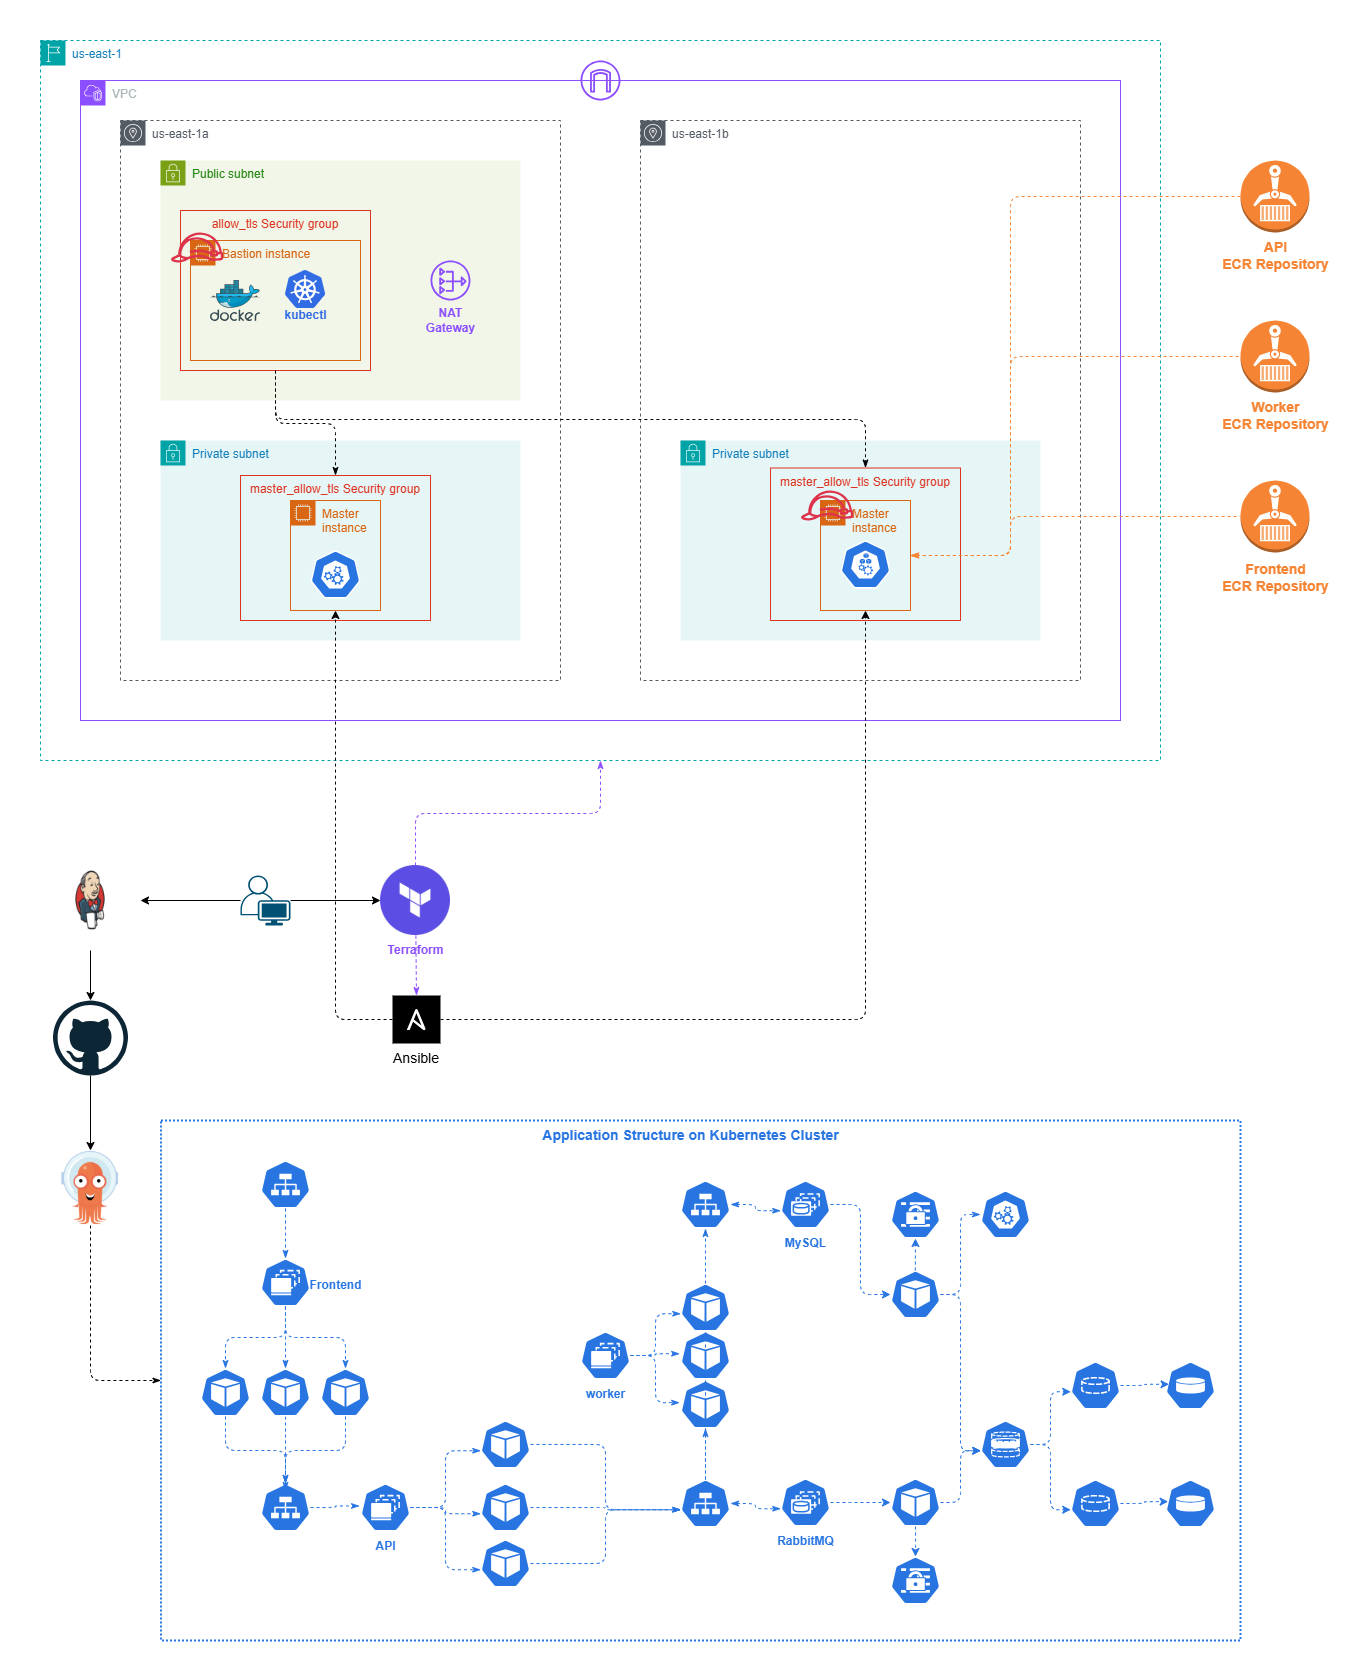 us-east-1
VPC
us-east-1a
us-east-1b
Public subnet
allow_tls Security group
Bastion instance
docker
kubectl
NAT
Gateway
API
ECR Repository
Worker
ECR Repository
Private subnet
master_allow_tls Security group
Master
instance
Private subnet
master_allow_tls Security group
Master
instance
Frontend
ECR Repository
Terraform
Ansible
Application Structure on Kubernetes Cluster
MySQL
Frontend
worker
API
RabbitMQ